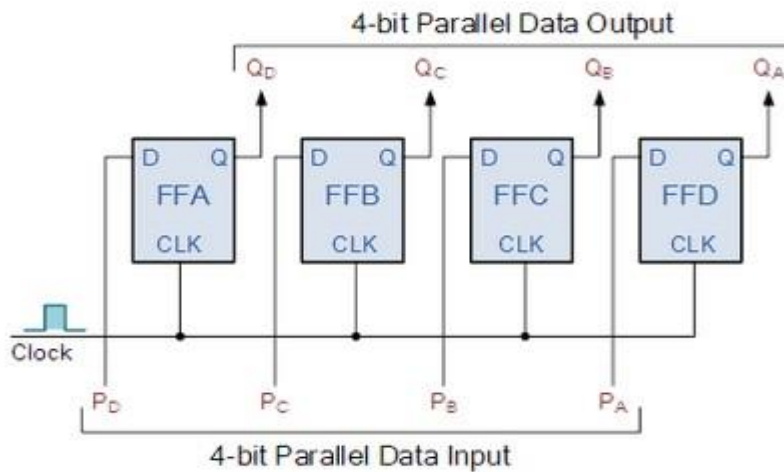 4-bit Parallel Data Output
QD QC QB QA
D Q D Q D Q D Q
FFA FFB FFC FFD
CLK CLK CLK CLK
Clock
PD PC PB PA
4-bit Parallel Data Input